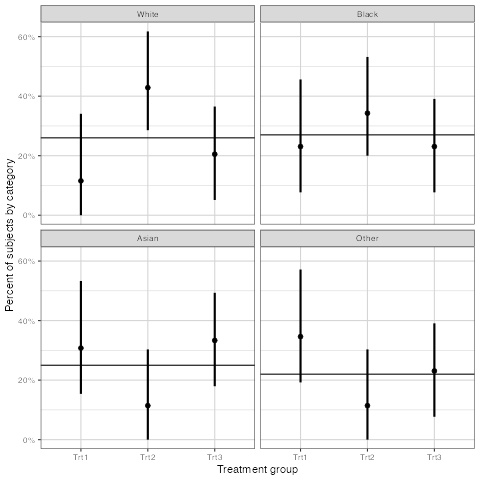 White
Black
60%
40%
20%
0%
Asian
Other
60%
40%
20%
0%
Trt1
Trt2
Trt3
Trt1
Trt2
Trt3
Percent of subjects by category
Treatment group